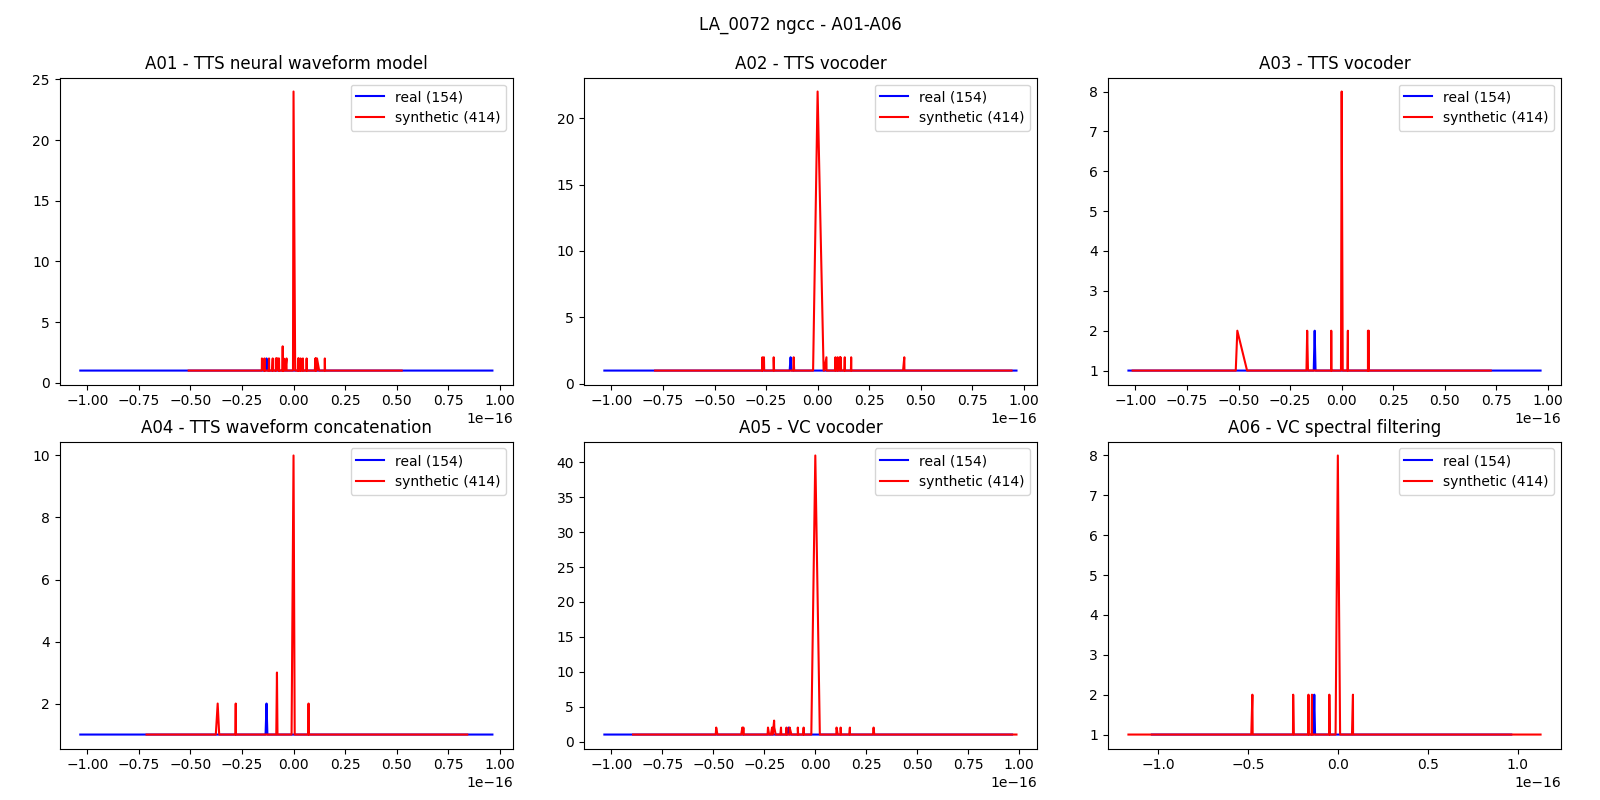 LA_0072 ngcc - A01-A06
A01 - TTS neural waveform model
25
20
15
10
5
0
real (154)
synthetic (414)
−1.00 −0.75 −0.50 −0.25 0.00 0.25 0.50 0.75 1.00
1e−16
A02 - TTS vocoder
20
15
10
5
0
real (154)
synthetic (414)
−1.00 −0.75 −0.50 −0.25 0.00 0.25 0.50 0.75 1.00
1e−16
A03 - TTS vocoder
8
7
6
5
4
3
2
1
real (154)
synthetic (414)
−1.00 −0.75 −0.50 −0.25 0.00 0.25 0.50 0.75 1.00
1e−16
A04 - TTS waveform concatenation
10
8
6
4
2
real (154)
synthetic (414)
−1.00 −0.75 −0.50 −0.25 0.00 0.25 0.50 0.75 1.00
1e−16
A05 - VC vocoder
40
35
30
25
20
15
10
5
0
real (154)
synthetic (414)
−1.00 −0.75 −0.50 −0.25 0.00 0.25 0.50 0.75 1.00
1e−16
A06 - VC spectral filtering
8
7
6
5
4
3
2
1
real (154)
synthetic (414)
−1.0 −0.5 0.0 0.5 1.0
1e−16